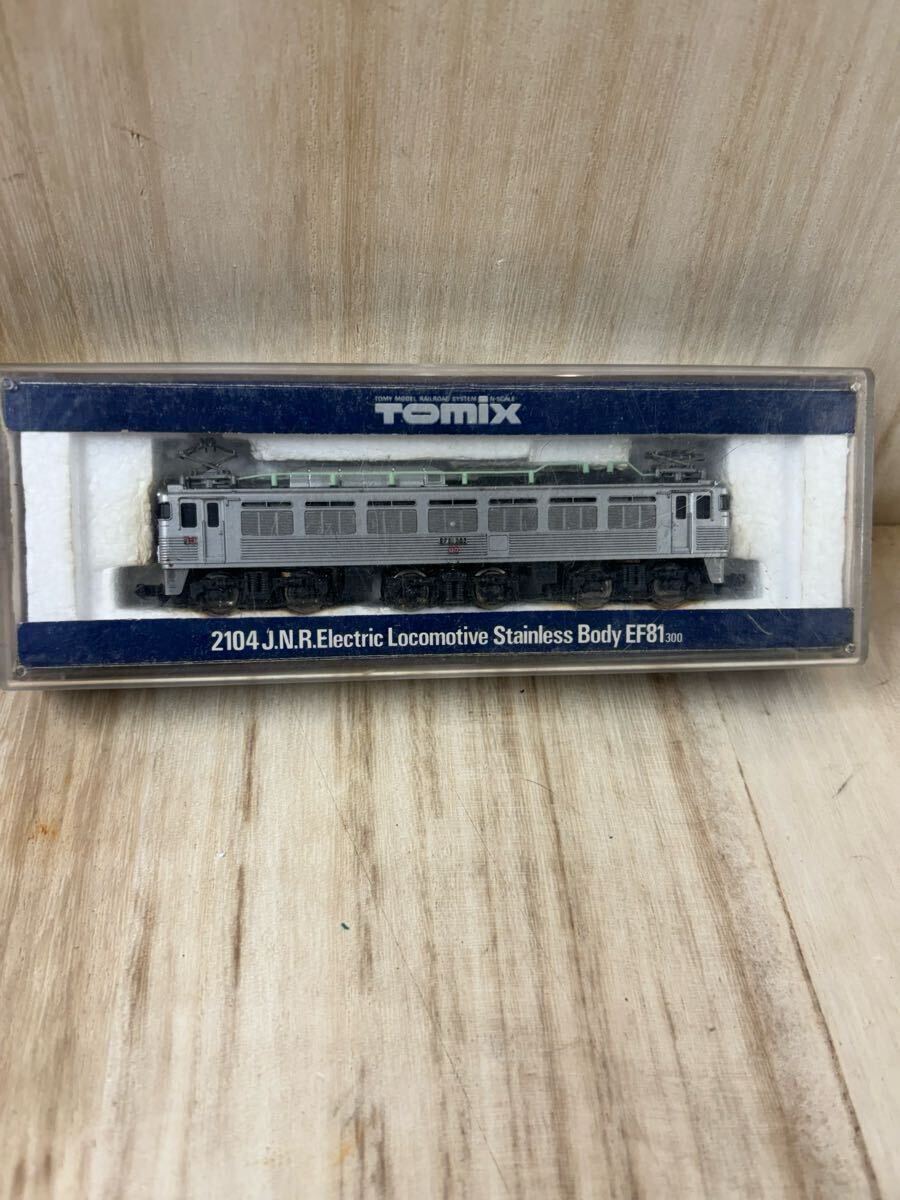 TOMY MODEL RAILROAD SYSTEM N-SCALE
TOMIX
2104 J.N.R.Electric Locomotive Stainless Body EF81 300